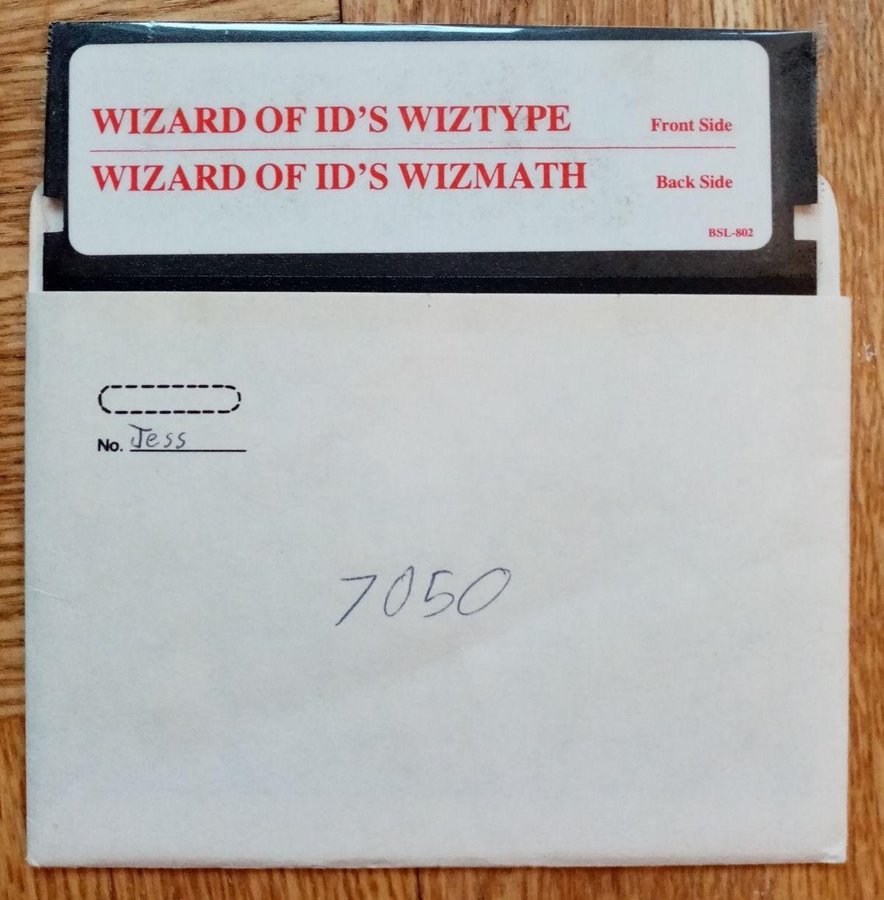 WIZARD OF ID'S WIZTYPE Front Side
WIZARD OF ID'S WIZMATH Back Side
BSL-802
No. Jess
7050